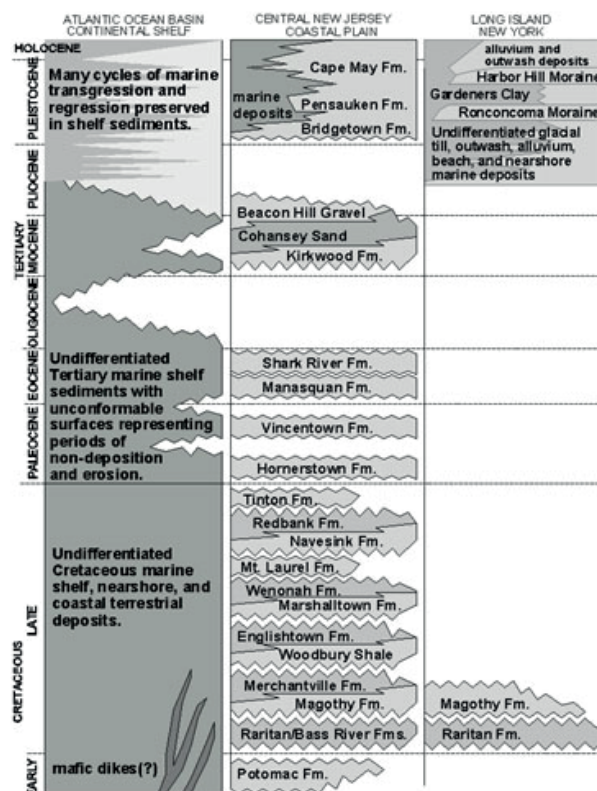 ATLANTIC OCEAN BASIN
CONTINENTAL SHELF
CENTRAL NEW JERSEY
COASTAL PLAIN
LONG ISLAND
NEW YORK
HOLOCENE
PLEISTOCENE
PLIOCENE
TERTIARY
MIOCENE
OLIGOCENE
EOCENE
PALEOCENE
CRETACEOUS
LATE
EARLY
Many cycles of marine
transgression and
regression preserved
in shelf sediments.
Undifferentiated
Tertiary marine shelf
sediments with
unconformable
surfaces representing
periods of
non-deposition
and erosion.
Undifferentiated
Cretaceous marine
shelf, nearshore, and
coastal terrestrial
deposits.
mafic dikes(?)
marine
deposits
Cape May Fm.
Pensauken Fm.
Bridgetown Fm.
Beacon Hill Gravel
Cohansey Sand
Kirkwood Fm.
Shark River Fm.
Manasquan Fm.
Vincentown Fm.
Hornerstown Fm.
Tinton Fm.
Redbank Fm.
Navesink Fm.
Mt. Laurel Fm.
Wenonah Fm.
Marshalltown Fm.
Englishtown Fm.
Woodbury Shale
Merchantville Fm.
Magothy Fm.
Raritan/Bass River Fms.
Potomac Fm.
alluvium and
outwash deposits
Harbor Hill Moraine
Gardeners Clay
Ronconcoma Moraine
Undifferentiated glacial
till, outwash, alluvium,
beach, and nearshore
marine deposits
Magothy Fm.
Raritan Fm.